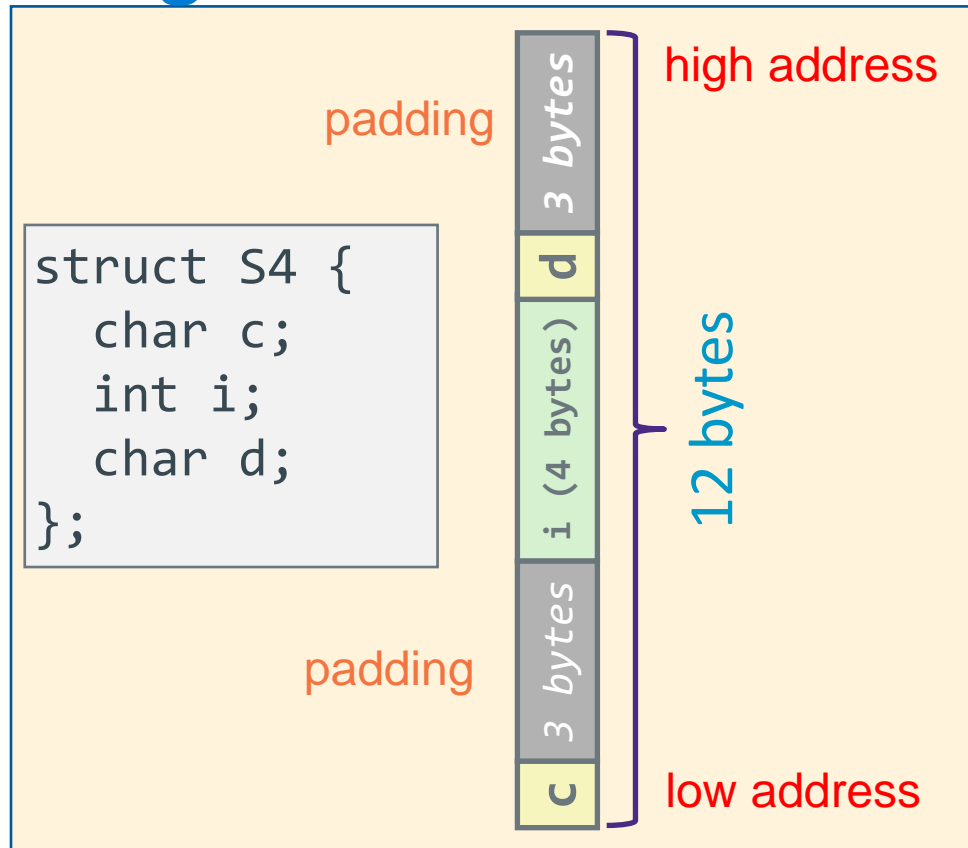 high address
padding
3 bytes
struct S4 {
char c;
int i;
char d;
};
d
i (4 bytes)
12 bytes
3 bytes
padding
c
low address